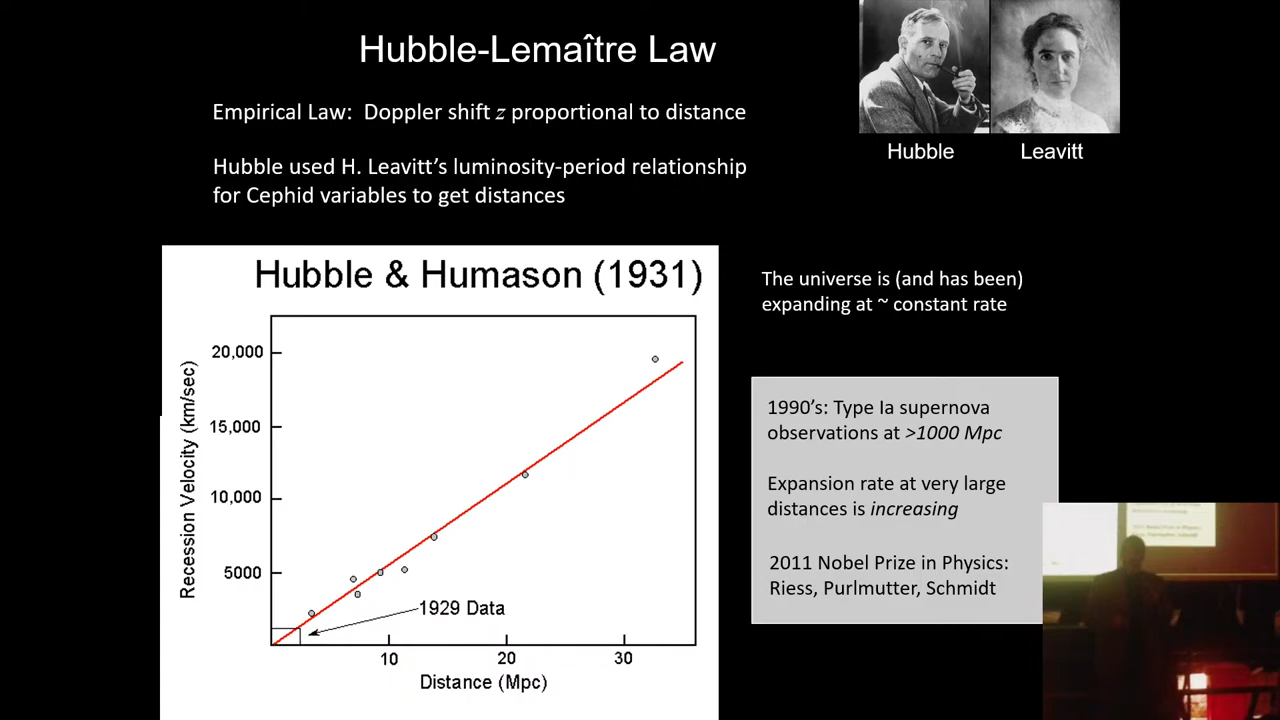 Hubble-Lemaître Law
Empirical Law: Doppler shift z proportional to distance
Hubble used H. Leavitt's luminosity-period relationship
for Cephid variables to get distances
Hubble
Leavitt
Hubble & Humason (1931)
Recession Velocity (km/sec)
20,000
15,000
10,000
5000
1929 Data
10
20
30
Distance (Mpc)
The universe is (and has been)
expanding at ~ constant rate
1990's: Type Ia supernova
observations at >1000 Mpc
Expansion rate at very large
distances is increasing
2011 Nobel Prize in Physics:
Riess, Purlmutter, Schmidt